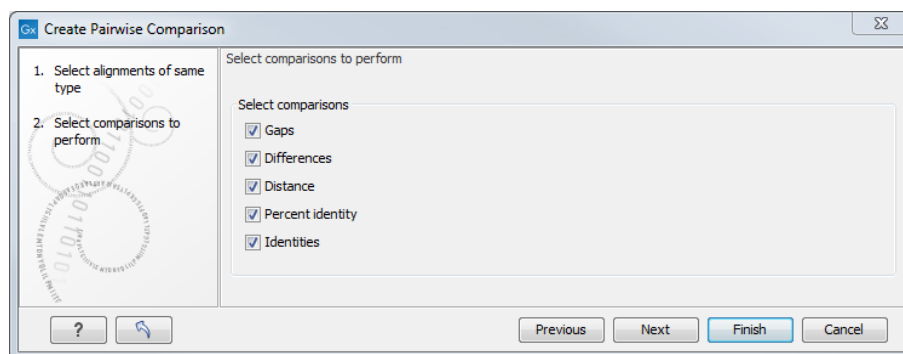 Gx Create Pairwise Comparison
1. Select alignments of same
type
2. Select comparisons to
perform
Select comparisons to perform
Select comparisons
Gaps
Differences
Distance
Percent identity
Identities
?
Previous
Next
Finish
Cancel